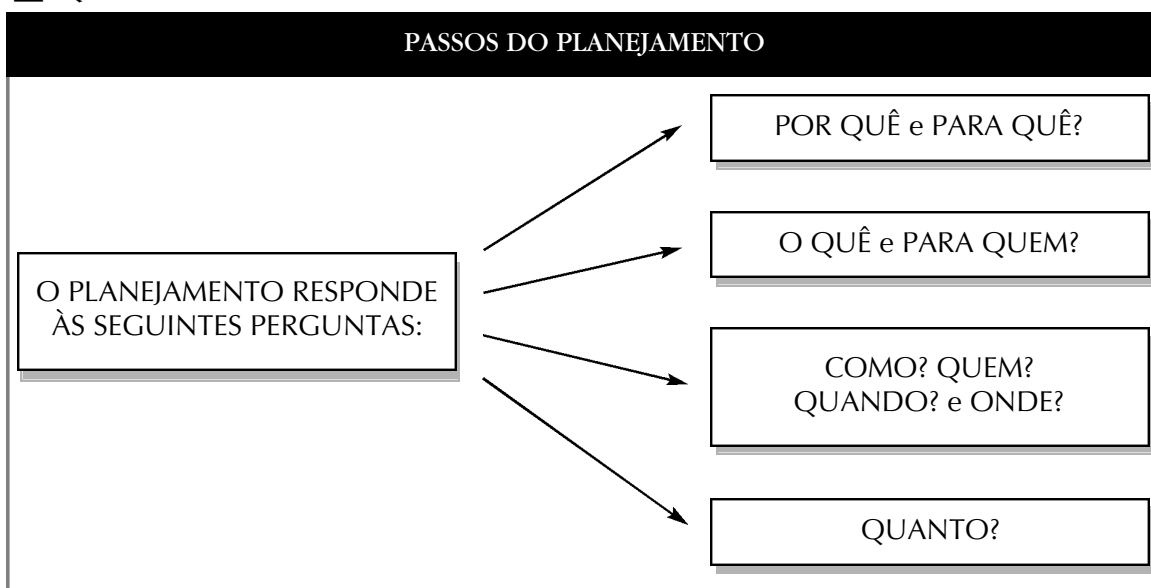 PASSOS DO PLANEJAMENTO
O PLANEJAMENTO RESPONDE
ÀS SEGUINTES PERGUNTAS:
POR QUÊ e PARA QUÊ?
O QUÊ e PARA QUEM?
COMO? QUEM?
QUANDO? e ONDE?
QUANTO?